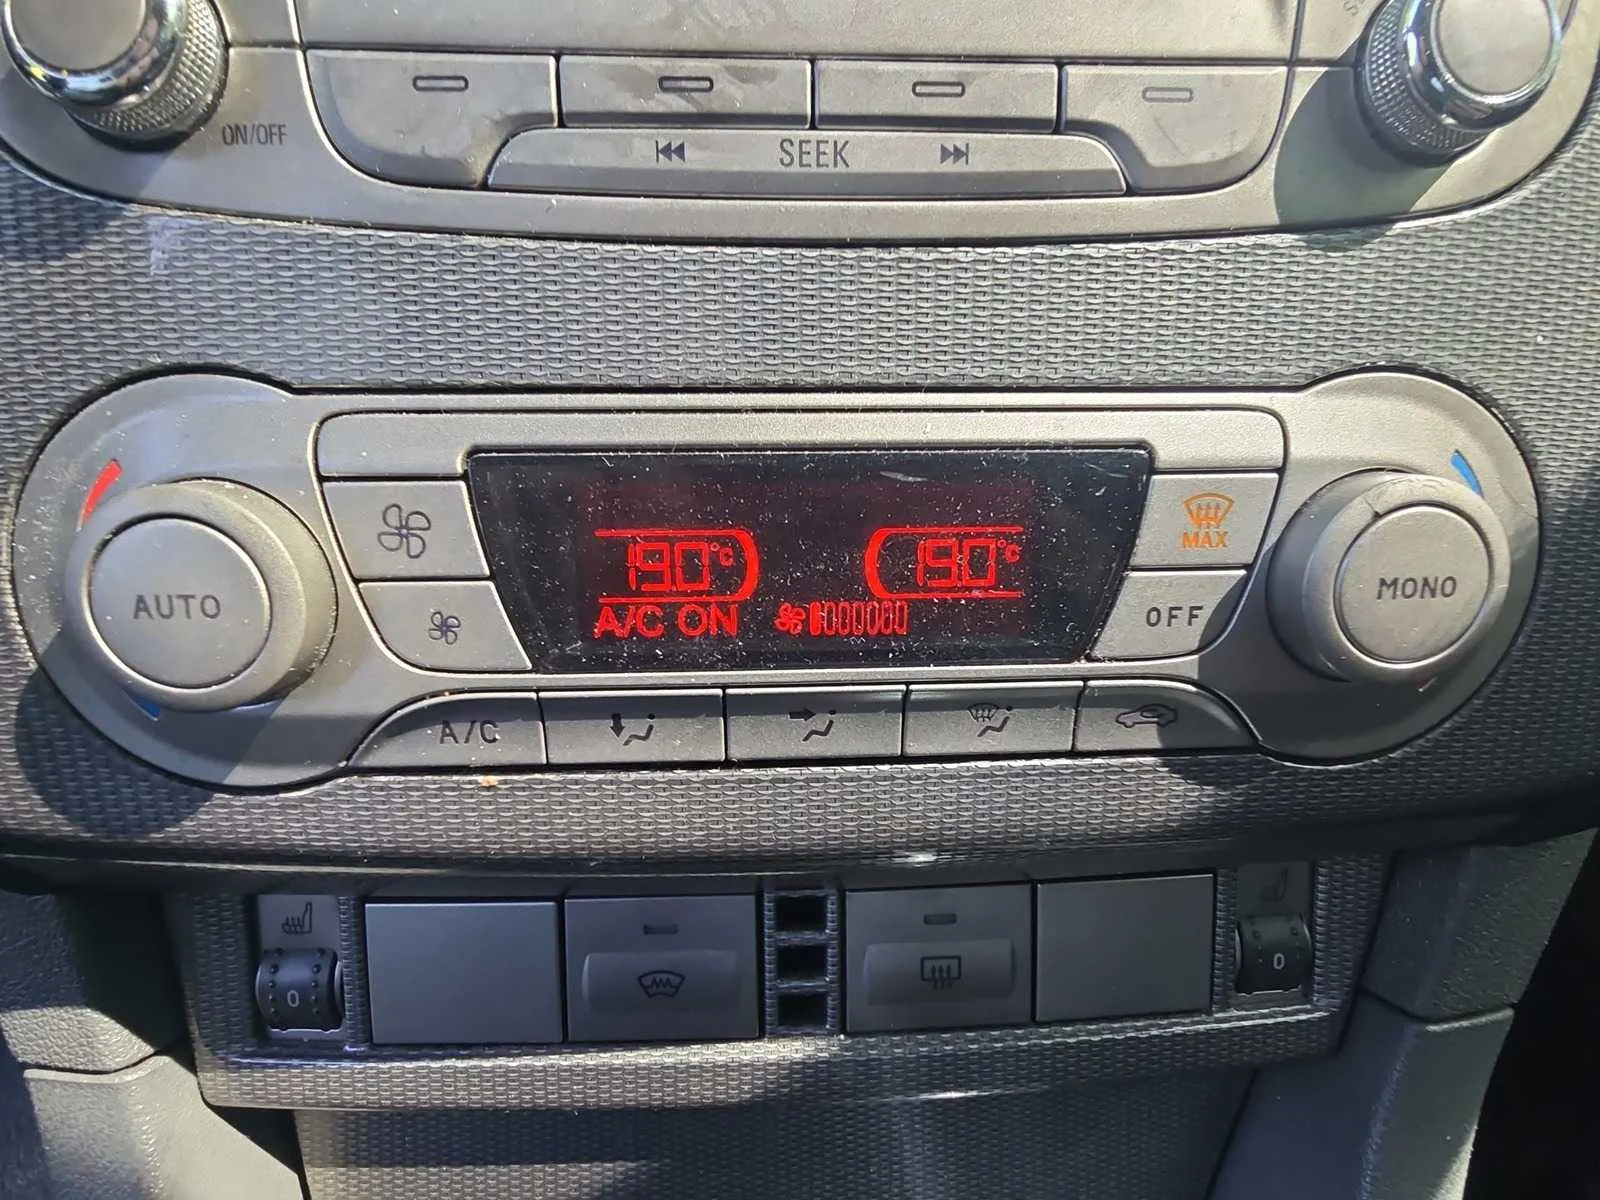 ON/OFF
SEEK
19.0°C 19.0°C
A/C ON
MAX
AUTO
OFF
MONO
A/C
0
0